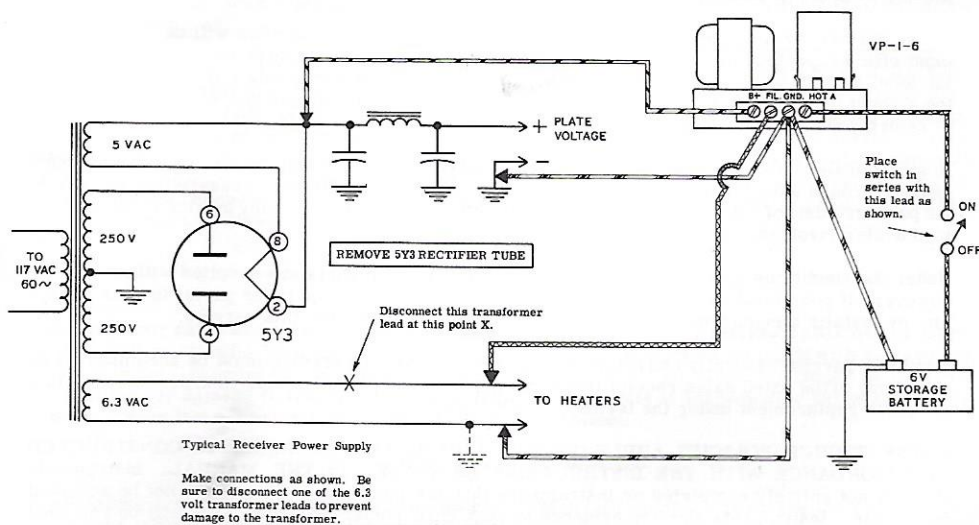 VP-1-6
B+ FIL. GND. HOT A
5 VAC
+ PLATE
VOLTAGE
-
Place
switch in
series with
this lead as
shown.
ON
OFF
6
8
250 V
TO
117 VAC
60~
REMOVE 5Y3 RECTIFIER TUBE
2
250 V
4
5Y3
Disconnect this transformer
lead at this point X.
X
6.3 VAC
TO HEATERS
6V
STORAGE
BATTERY
Typical Receiver Power Supply
Make connections as shown. Be
sure to disconnect one of the 6.3
volt transformer leads to prevent
damage to the transformer.